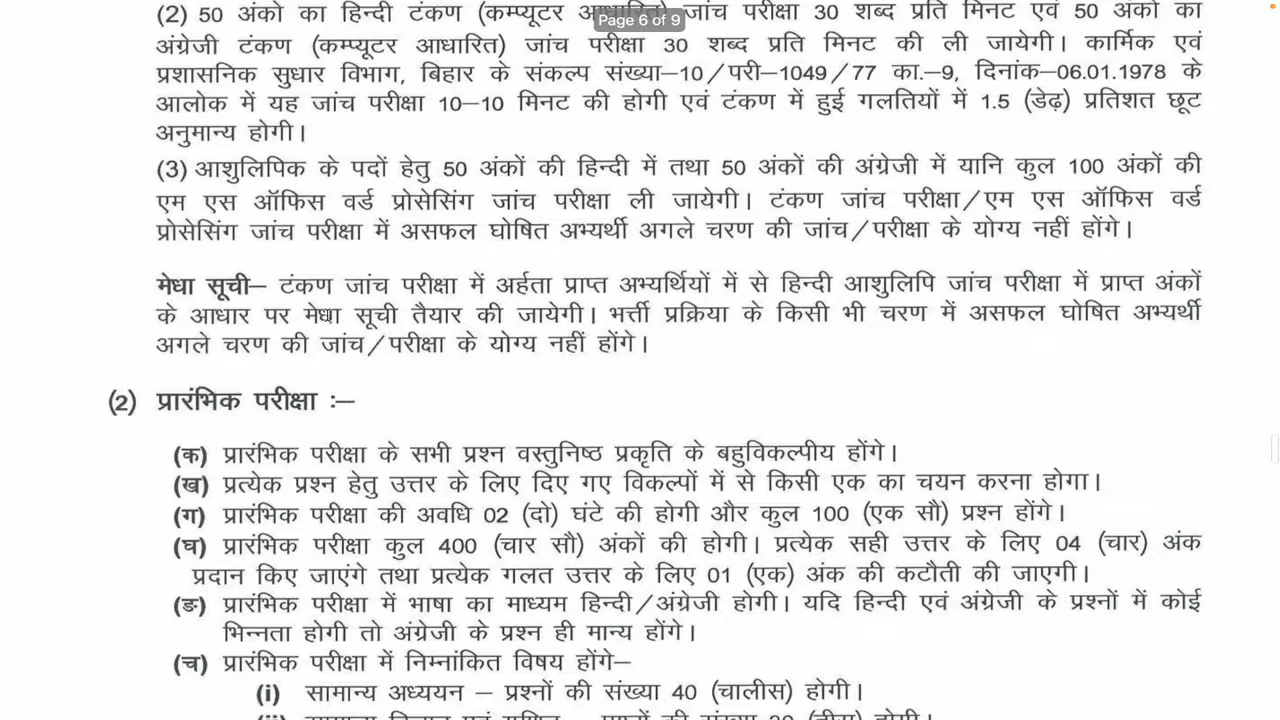 (2) 50 अंको का हिन्दी टंकण (कम्प्यूटर आधारित) जांच परीक्षा 30 शब्द प्रति मिनट एवं 50 अंकों का
Page 6 of 9
अंग्रेजी टंकण (कम्प्यूटर आधारित) जांच परीक्षा 30 शब्द प्रति मिनट की ली जायेगी। कार्मिक एवं
प्रशासनिक सुधार विभाग, बिहार के संकल्प संख्या–10/परी–1049/77 का.–9, दिनांक–06.01.1978 के
आलोक में यह जांच परीक्षा 10–10 मिनट की होगी एवं टंकण में हुई गलतियों में 1.5 (डेढ़) प्रतिशत छूट
अनुमान्य होगी।
(3) आशुलिपिक के पदों हेतु 50 अंकों की हिन्दी में तथा 50 अंकों की अंग्रेजी में यानि कुल 100 अंकों की
एम एस ऑफिस वर्ड प्रोसेसिंग जांच परीक्षा ली जायेगी। टंकण जांच परीक्षा/एम एस ऑफिस वर्ड
प्रोसेसिंग जांच परीक्षा में असफल घोषित अभ्यर्थी अगले चरण की जांच/परीक्षा के योग्य नहीं होंगे।
मेधा सूची– टंकण जांच परीक्षा में अर्हता प्राप्त अभ्यर्थियों में से हिन्दी आशुलिपि जांच परीक्षा में प्राप्त अंकों
के आधार पर मेधा सूची तैयार की जायेगी। भर्त्ती प्रक्रिया के किसी भी चरण में असफल घोषित अभ्यर्थी
अगले चरण की जांच/परीक्षा के योग्य नहीं होंगे।
(2) प्रारंभिक परीक्षा :–
(क) प्रारंभिक परीक्षा के सभी प्रश्न वस्तुनिष्ठ प्रकृति के बहुविकल्पीय होंगे।
(ख) प्रत्येक प्रश्न हेतु उत्तर के लिए दिए गए विकल्पों में से किसी एक का चयन करना होगा।
(ग) प्रारंभिक परीक्षा की अवधि 02 (दो) घंटे की होगी और कुल 100 (एक सौ) प्रश्न होंगे।
(घ) प्रारंभिक परीक्षा कुल 400 (चार सौ) अंकों की होगी। प्रत्येक सही उत्तर के लिए 04 (चार) अंक
प्रदान किए जाएंगे तथा प्रत्येक गलत उत्तर के लिए 01 (एक) अंक की कटौती की जाएगी।
(ङ) प्रारंभिक परीक्षा में भाषा का माध्यम हिन्दी/अंग्रेजी होगी। यदि हिन्दी एवं अंग्रेजी के प्रश्नों में कोई
भिन्नता होगी तो अंग्रेजी के प्रश्न ही मान्य होंगे।
(च) प्रारंभिक परीक्षा में निम्नांकित विषय होंगे–
(i) सामान्य अध्ययन – प्रश्नों की संख्या 40 (चालीस) होगी।